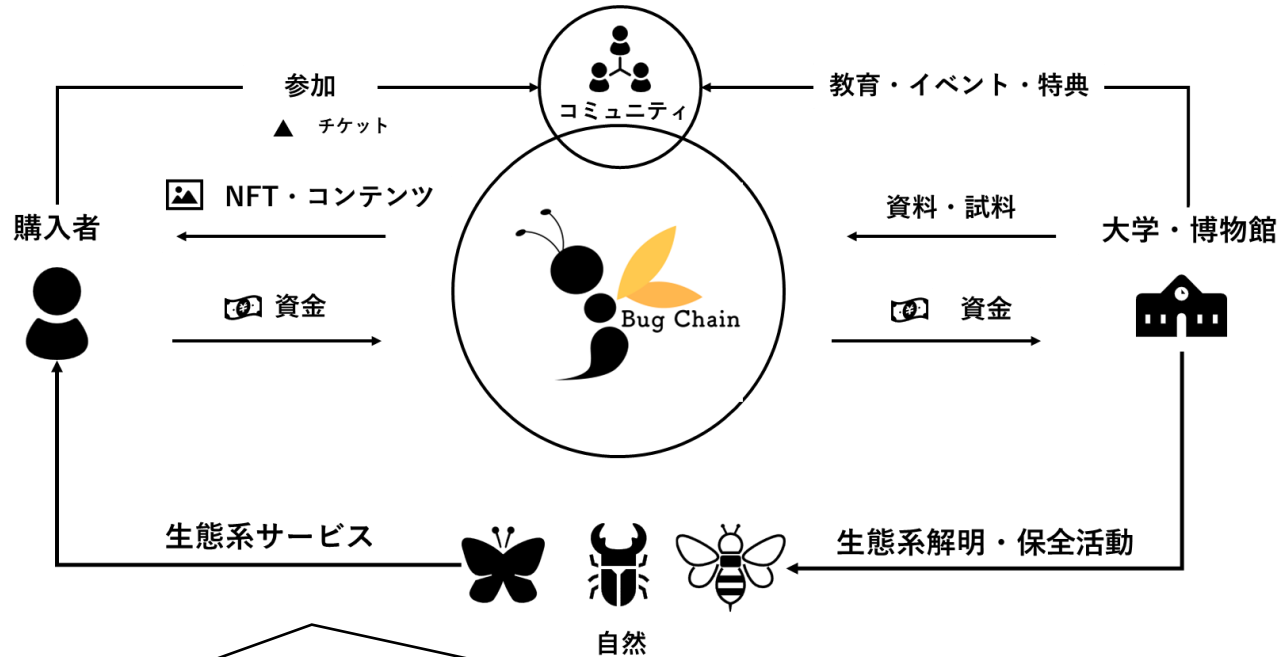 コミュニティ
参加
▲ チケット
教育・イベント・特典
NFT・コンテンツ
資料・試料
購入者
大学・博物館
資金
資金
Bug Chain
生態系サービス
生態系解明・保全活動
自然